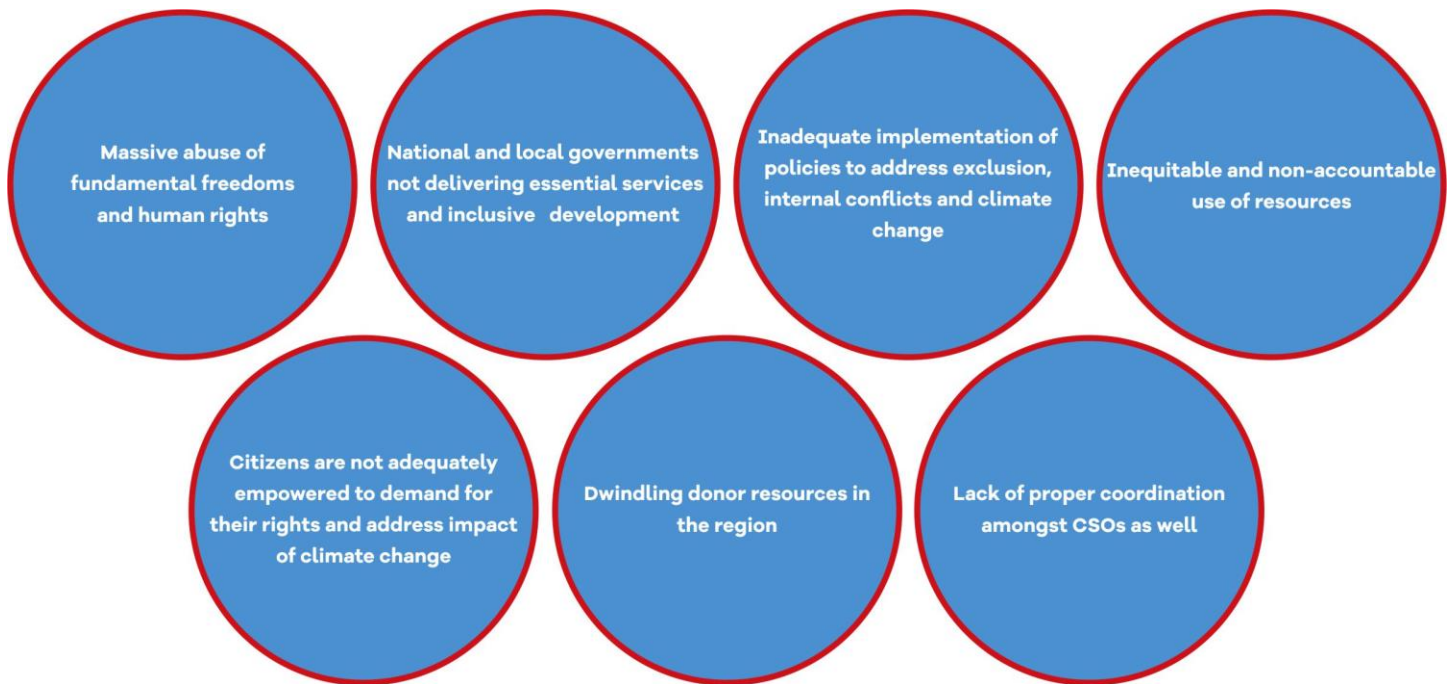 Massive abuse of
fundamental freedoms
and human rights
National and local governments
not delivering essential services
and inclusive development
Inadequate implementation of
policies to address exclusion,
internal conflicts and climate
change
Inequitable and non-accountable
use of resources
Citizens are not adequately
empowered to demand for
their rights and address impact
of climate change
Dwindling donor resources in
the region
Lack of proper coordination
amongst CSOs as well